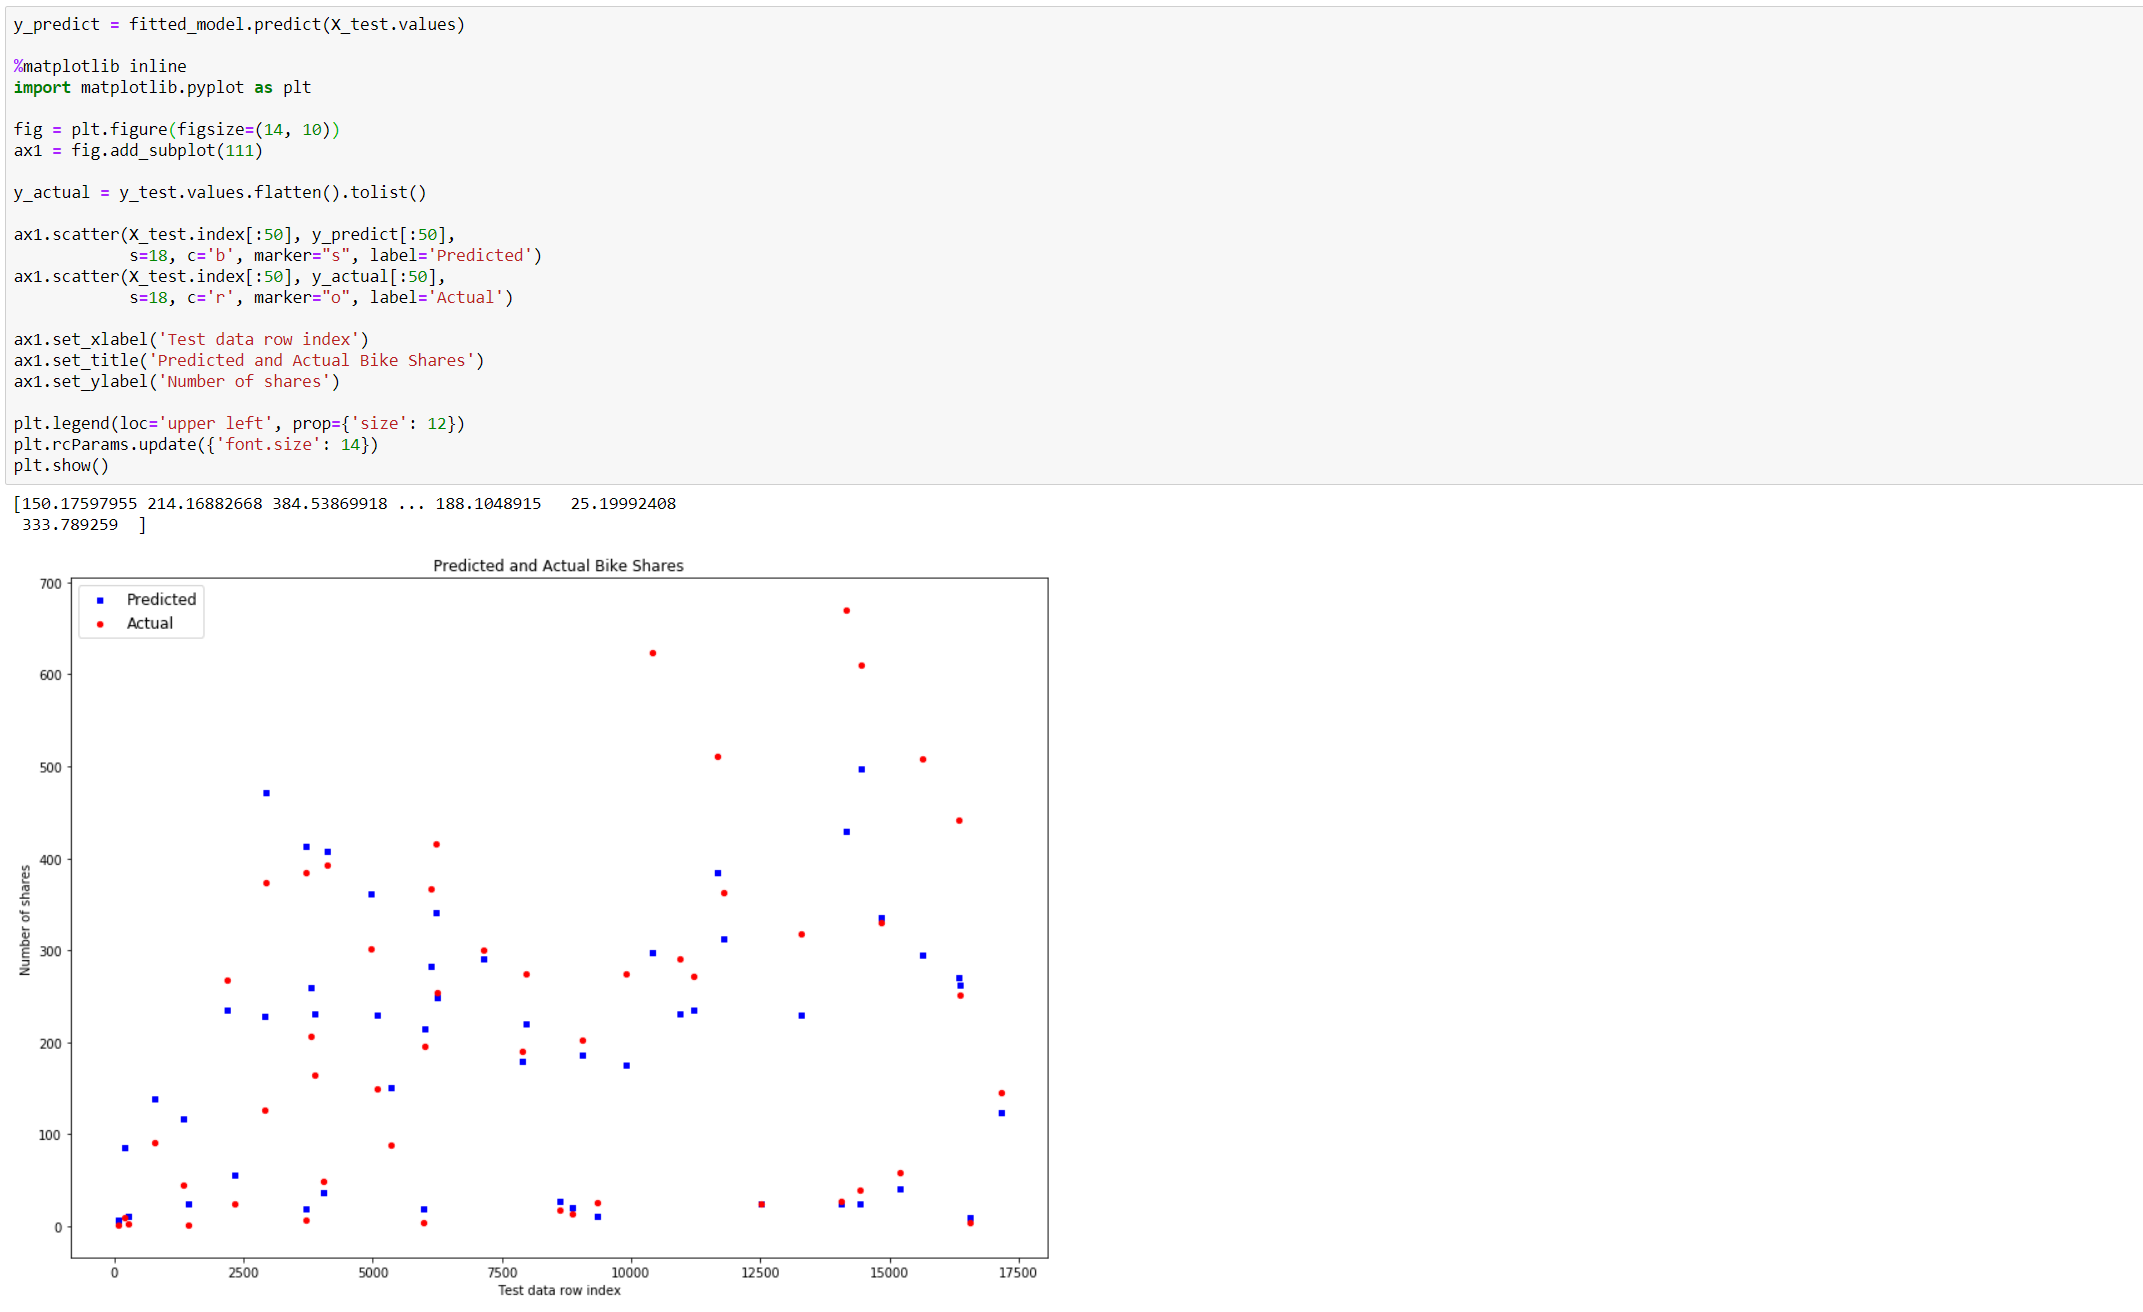 y_predict = fitted_model.predict(X_test.values)
%matplotlib inline
import matplotlib.pyplot as plt
fig = plt.figure(figsize=(14, 10))
ax1 = fig.add_subplot(111)
y_actual = y_test.values.flatten().tolist()
ax1.scatter(X_test.index[:50], y_predict[:50],
            s=18, c='b', marker="s", label='Predicted')
ax1.scatter(X_test.index[:50], y_actual[:50],
            s=18, c='r', marker="o", label='Actual')
ax1.set_xlabel('Test data row index')
ax1.set_title('Predicted and Actual Bike Shares')
ax1.set_ylabel('Number of shares')
plt.legend(loc='upper left', prop={'size': 12})
plt.rcParams.update({'font.size': 14})
plt.show()
[150.17597955 214.16882668 384.53869918 ... 188.1048915   25.19992408
 333.789259  ]
Predicted and Actual Bike Shares
Predicted
Actual
700
600
500
400
300
200
100
0
Number of shares
0 2500 5000 7500 10000 12500 15000 17500
Test data row index